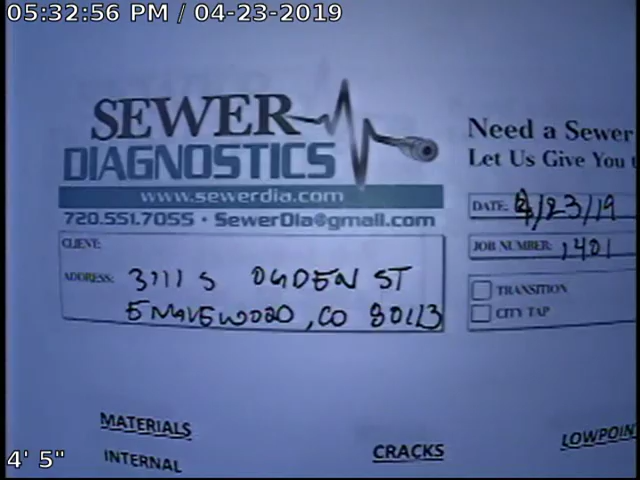 05:32:56 PM / 04-23-2019
SEWER
DIAGNOSTICS
www.sewerdia.com
720.551.7055 • SewerDia@gmail.com
Need a Sewer
Let Us Give You
DATE: 4/23/19
JOB NUMBER: 1401
CLIENT:
ADDRESS: 3711 S OGDEN ST
ENGLEWOOD, CO 80113
TRANSITION
CITY TAP
MATERIALS
CRACKS
LOWPOIN
INTERNAL
4' 5"